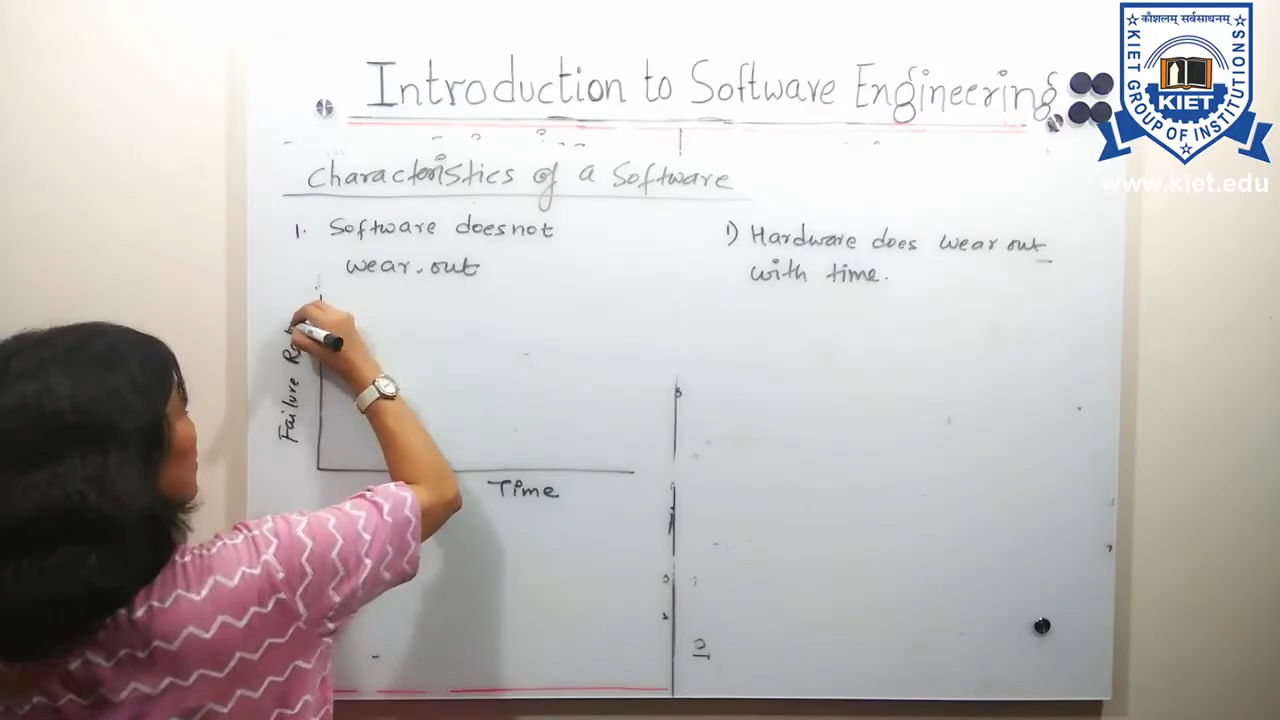 Introduction to Software Engineering
कौशलम् सर्वसाधनम्
KIET GROUP OF INSTITUTIONS
KIET
www.kiet.edu
Characteristics of a Software
1. Software does not
wear out
1) Hardware does wear out
with time.
Failure
Time